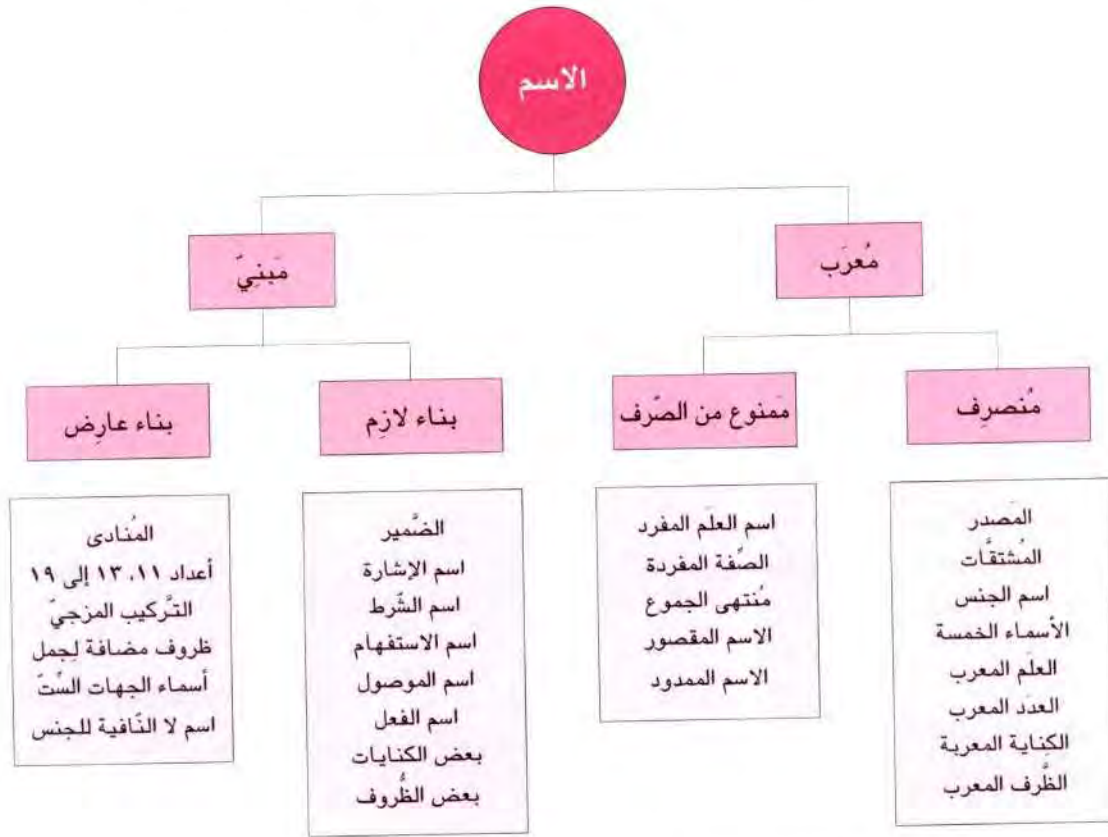 الاسم
مُعرَب
مَبنِيّ
مُنصرِف
مَمنوع من الصّرف
بناء لازِم
بناء عارِض
المَصدر
المُشتقَّات
اسم الجنس
الأسماء الخمسة
العلَم المعرب
العدَد المعرب
الكِناية المعربة
الظَّرف المعرب
اسم العلَم المفرد
الصِّفة المفردة
مُنتهى الجموع
الاسم المقصور
الاسم الممدود
الضَّمير
اسم الإشارة
اسم الشّرط
اسم الاستفهام
اسم الموصول
اسم الفعل
بعض الكنايات
بعض الظُّروف
المُنادى
أعداد ١١، ١٣ إلى ١٩
التَّركيب المزجيّ
ظروف مضافة لِجمل
أسماء الجهات السِّتّ
اسم لا النّافية للجنس